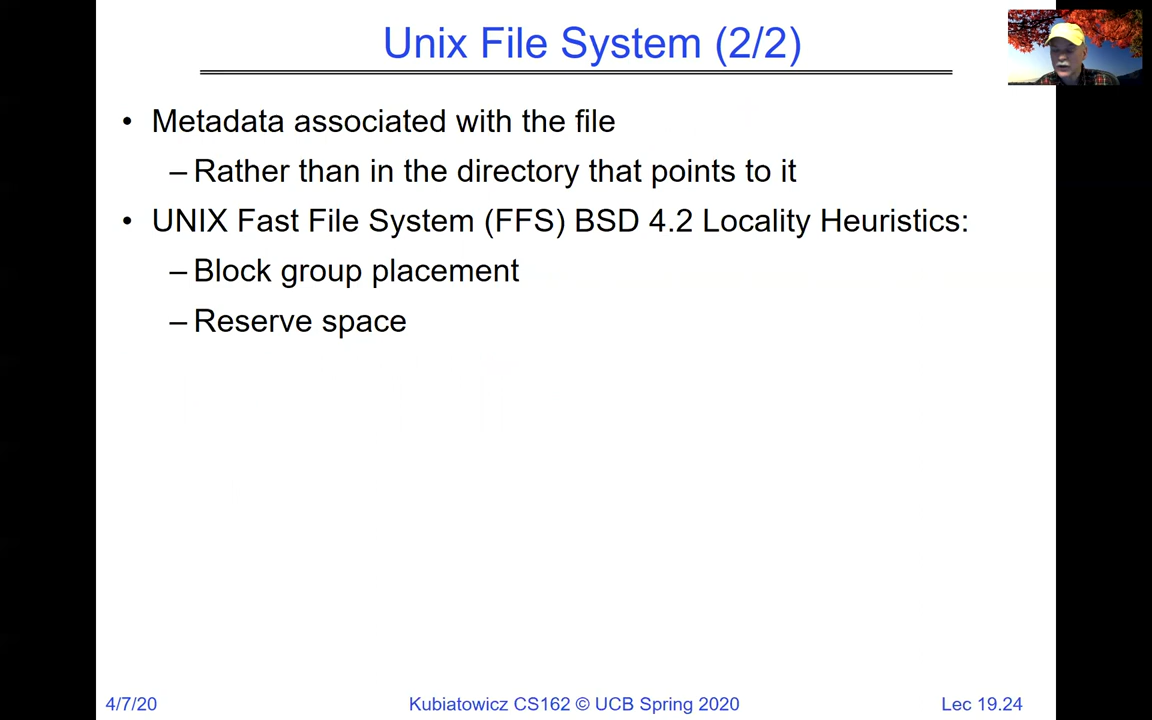 Unix File System (2/2)
• Metadata associated with the file
– Rather than in the directory that points to it
• UNIX Fast File System (FFS) BSD 4.2 Locality Heuristics:
– Block group placement
– Reserve space
4/7/20
Kubiatowicz CS162 © UCB Spring 2020
Lec 19.24